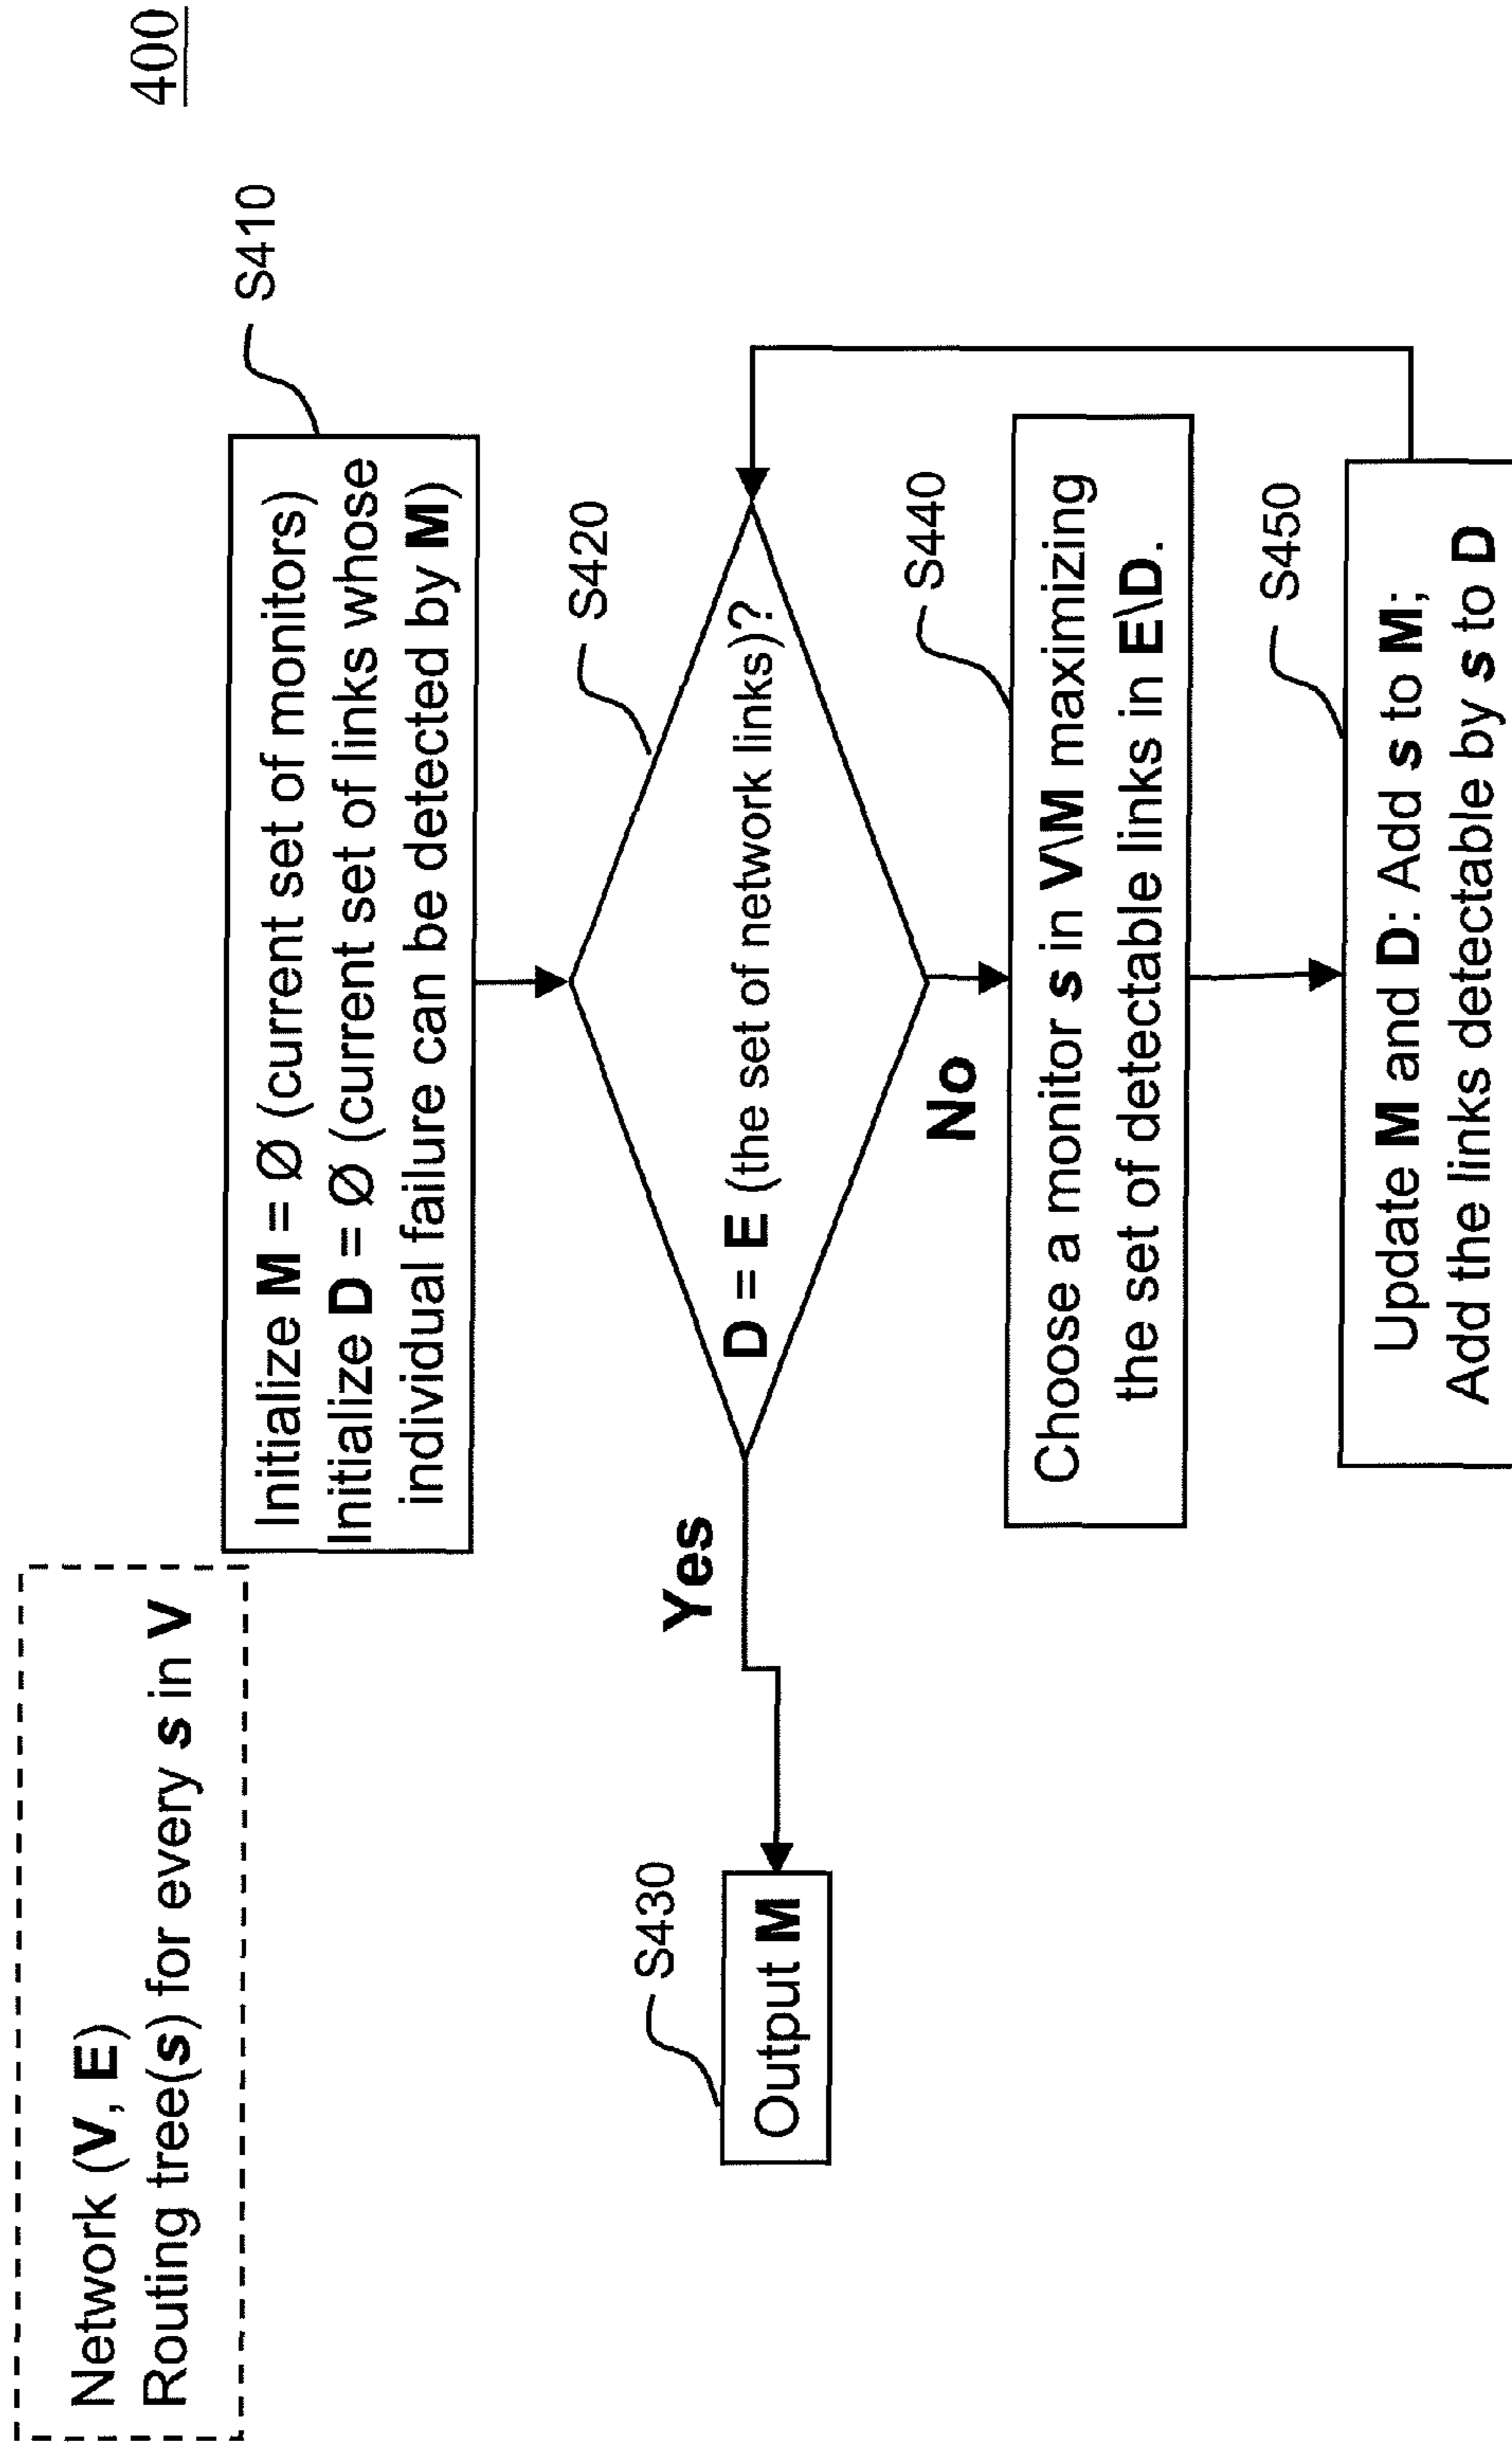 400
Network (V, E)
Routing tree(s) for every s in V
S410
Initialize M = Ø (current set of monitors)
Initialize D = Ø (current set of links whose
individual failure can be detected by M)
S420
D = E (the set of network links)?
Yes
No
S430
Output M
S440
Choose a monitor s in V\M maximizing
the set of detectable links in E\D.
S450
Update M and D: Add s to M;
Add the links detectable by s to D